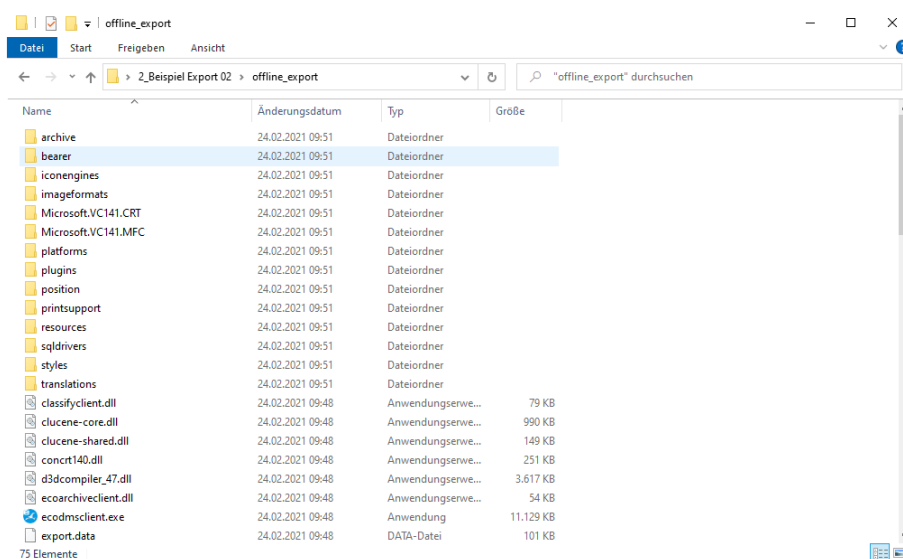 offline_export
Datei Start Freigeben Ansicht
2_Beispiel Export 02 › offline_export "offline_export" durchsuchen
Name Änderungsdatum Typ Größe
archive 24.02.2021 09:51 Dateiordner
bearer 24.02.2021 09:51 Dateiordner
iconengines 24.02.2021 09:51 Dateiordner
imageformats 24.02.2021 09:51 Dateiordner
Microsoft.VC141.CRT 24.02.2021 09:51 Dateiordner
Microsoft.VC141.MFC 24.02.2021 09:51 Dateiordner
platforms 24.02.2021 09:51 Dateiordner
plugins 24.02.2021 09:51 Dateiordner
position 24.02.2021 09:51 Dateiordner
printsupport 24.02.2021 09:51 Dateiordner
resources 24.02.2021 09:51 Dateiordner
sqldrivers 24.02.2021 09:51 Dateiordner
styles 24.02.2021 09:51 Dateiordner
translations 24.02.2021 09:51 Dateiordner
classifyclient.dll 24.02.2021 09:48 Anwendungserwe... 79 KB
clucene-core.dll 24.02.2021 09:48 Anwendungserwe... 990 KB
clucene-shared.dll 24.02.2021 09:48 Anwendungserwe... 149 KB
concrt140.dll 24.02.2021 09:48 Anwendungserwe... 251 KB
d3dcompiler_47.dll 24.02.2021 09:48 Anwendungserwe... 3.617 KB
ecoarchiveclient.dll 24.02.2021 09:48 Anwendungserwe... 54 KB
ecodmsclient.exe 24.02.2021 09:48 Anwendung 11.129 KB
export.data 24.02.2021 09:48 DATA-Datei 101 KB
75 Elemente